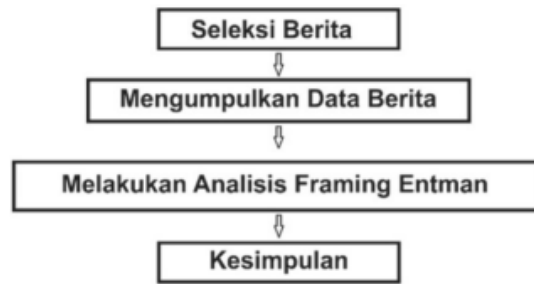 Seleksi Berita
Mengumpulkan Data Berita
Melakukan Analisis Framing Entman
Kesimpulan